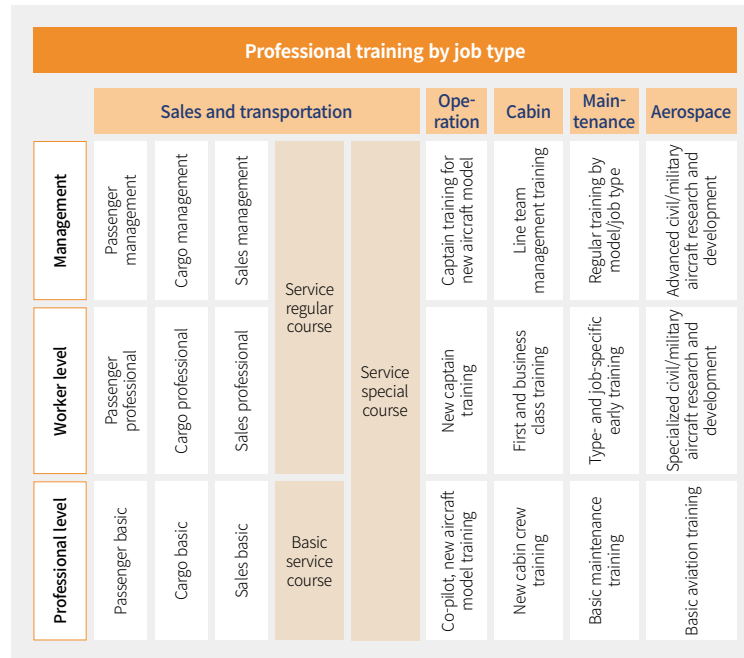 Professional training by job type
Sales and transportation
Ope-
ration
Cabin
Main-
tenance
Aerospace
Management
Passenger
management
Cargo management
Sales management
Service
regular
course
Service
special
course
Captain training for
new aircraft model
Line team
management training
Regular training by
model/job type
Advanced civil/military
aircraft research and
development
Worker level
Passenger
professional
Cargo professional
Sales professional
New captain
training
First and business
class training
Type- and job-specific
early training
Specialized civil/military
aircraft research and
development
Professional level
Passenger basic
Cargo basic
Sales basic
Basic
service
course
Co-pilot, new aircraft
model training
New cabin crew
training
Basic maintenance
training
Basic aviation training